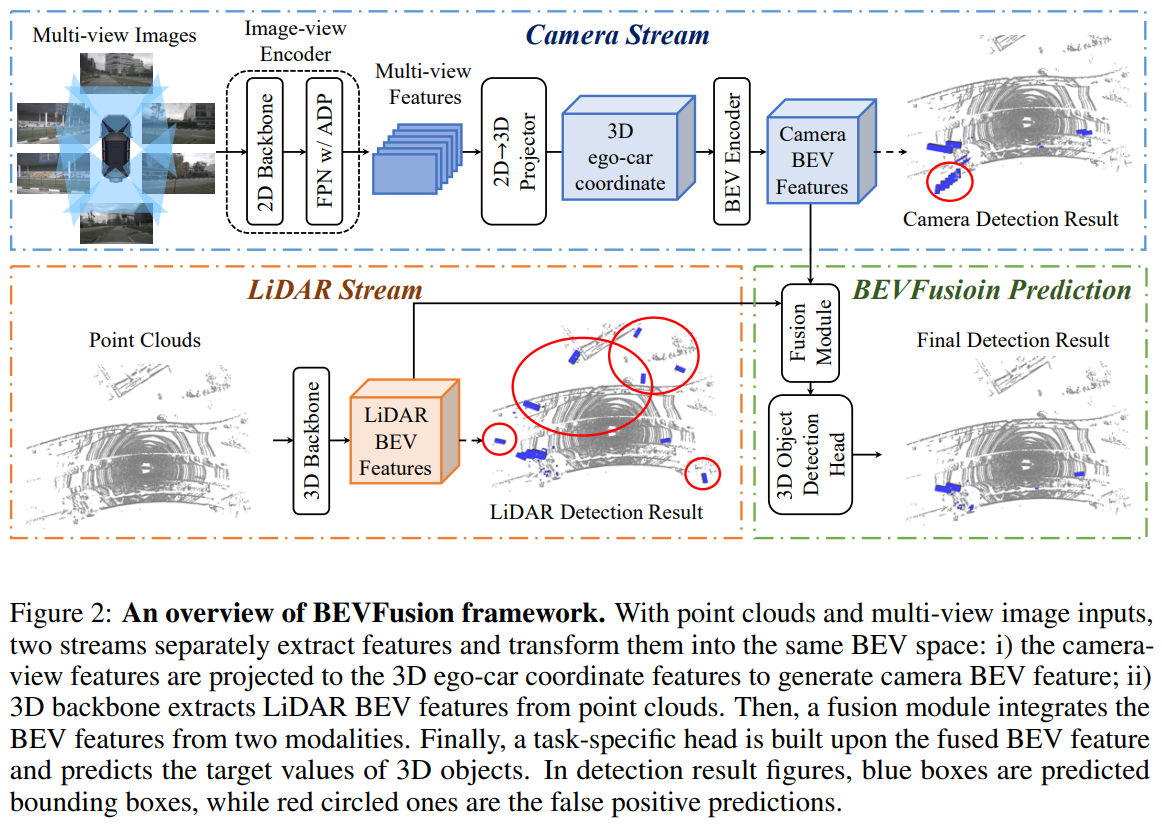 Camera Stream
Multi-view Images
Image-view
Encoder
2D Backbone
FPN w/ ADP
Multi-view
Features
2D→3D
Projector
3D
ego-car
coordinate
BEV Encoder
Camera
BEV
Features
Camera Detection Result
LiDAR Stream
Point Clouds
3D Backbone
LiDAR
BEV
Features
LiDAR Detection Result
BEVFusioin Prediction
Fusion
Module
3D Object
Detection
Head
Final Detection Result
Figure 2: An overview of BEVFusion framework. With point clouds and multi-view image inputs,
two streams separately extract features and transform them into the same BEV space: i) the camera-
view features are projected to the 3D ego-car coordinate features to generate camera BEV feature; ii)
3D backbone extracts LiDAR BEV features from point clouds. Then, a fusion module integrates the
BEV features from two modalities. Finally, a task-specific head is built upon the fused BEV feature
and predicts the target values of 3D objects. In detection result figures, blue boxes are predicted
bounding boxes, while red circled ones are the false positive predictions.